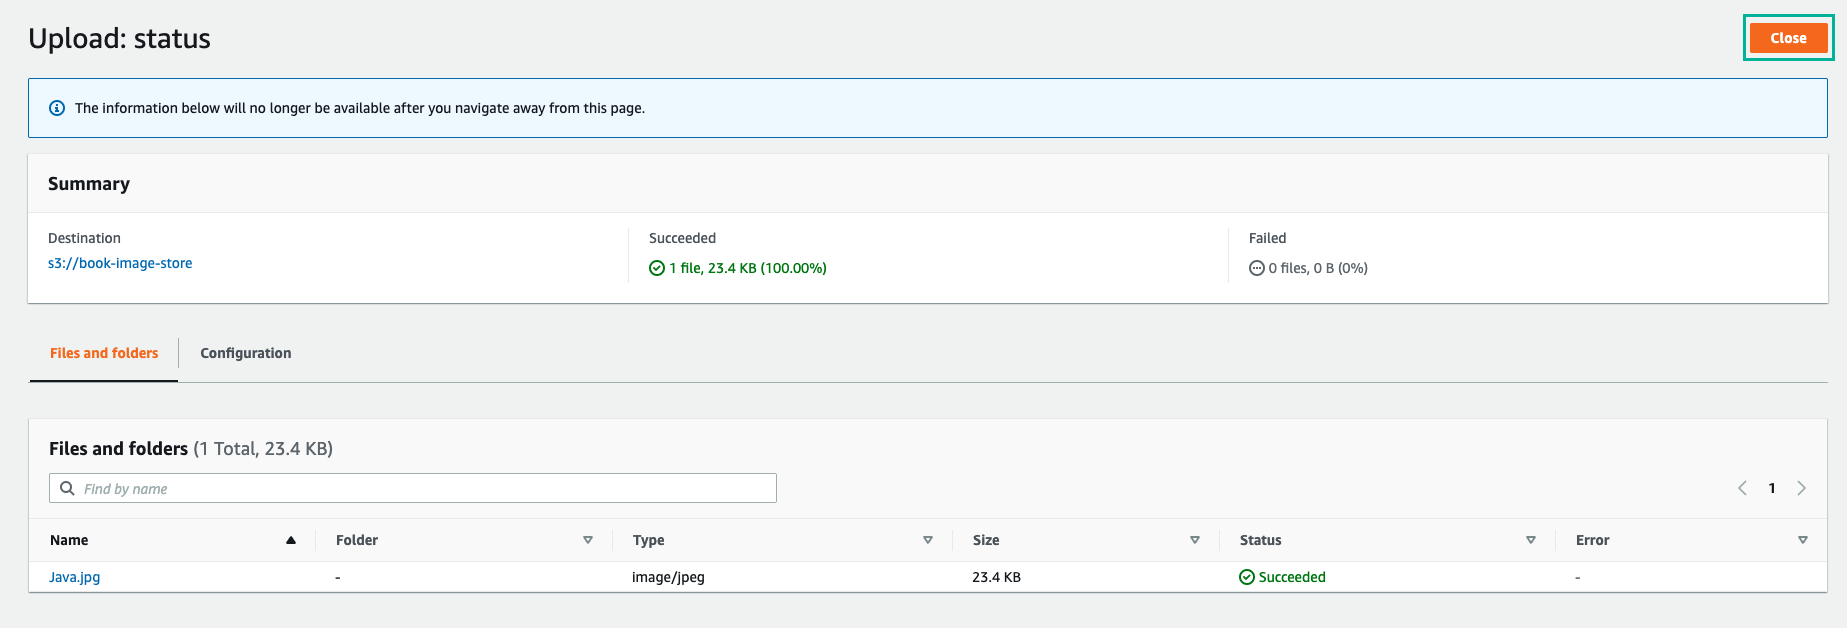 Upload: status
Close
The information below will no longer be available after you navigate away from this page.
Summary
Destination
s3://book-image-store
Succeeded
1 file, 23.4 KB (100.00%)
Failed
0 files, 0 B (0%)
Files and folders
Configuration
Files and folders (1 Total, 23.4 KB)
Find by name
1
Name Folder Type Size Status Error
Java.jpg - image/jpeg 23.4 KB Succeeded -